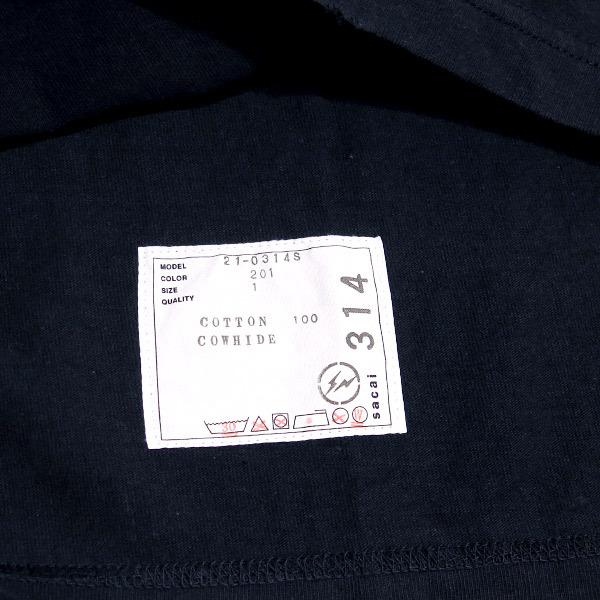 MODEL 21-0314S
COLOR 201
SIZE 1
QUALITY
COTTON 100
COWHIDE
sacai 314
30